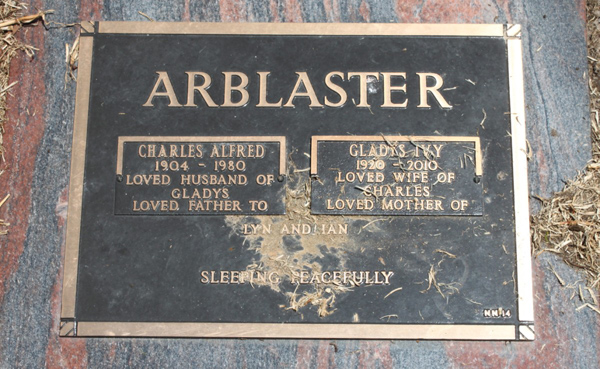 ARBLASTER
CHARLES ALFRED
1904 - 1980
LOVED HUSBAND OF
GLADYS
LOVED FATHER TO
GLADYS IVY
1920 - 2010
LOVED WIFE OF
CHARLES
LOVED MOTHER OF
LYN AND IAN
SLEEPING PEACEFULLY